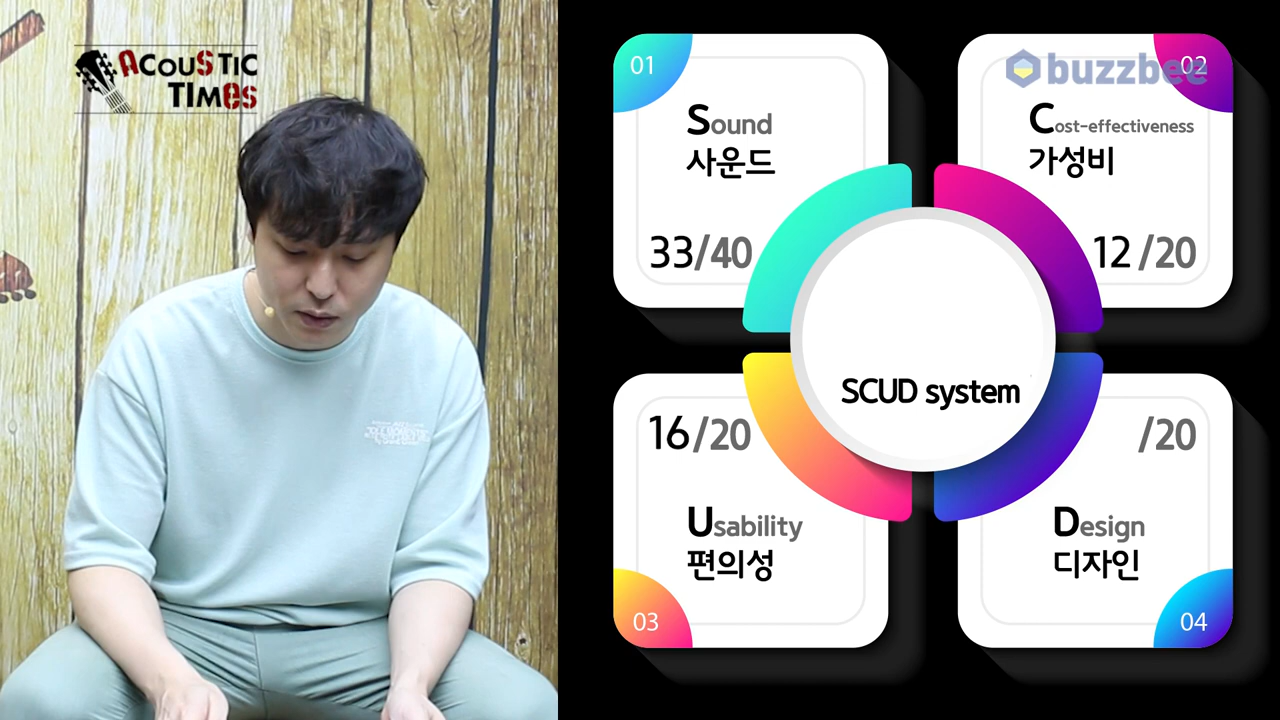 ACOUSTIC
TIMES
01
Sound
사운드
33/40
buzzbee
02
Cost-effectiveness
가성비
12/20
SCUD system
16/20
Usability
편의성
03
/20
Design
디자인
04